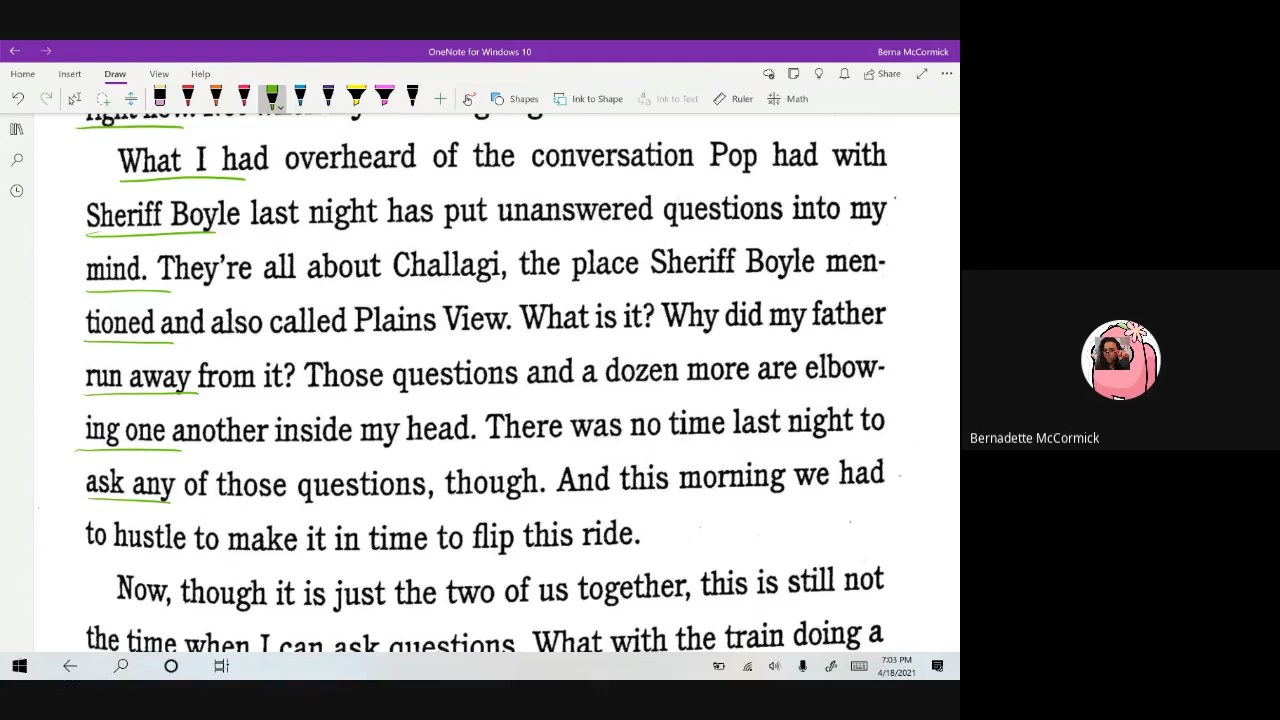 OneNote for Windows 10
Berna McCormick
Home Insert Draw View Help
Share
Shapes Ink to Shape Ink to Text Ruler Math
right now.
What I had overheard of the conversation Pop had with
Sheriff Boyle last night has put unanswered questions into my
mind. They're all about Challagi, the place Sheriff Boyle men-
tioned and also called Plains View. What is it? Why did my father
run away from it? Those questions and a dozen more are elbow-
ing one another inside my head. There was no time last night to
ask any of those questions, though. And this morning we had
to hustle to make it in time to flip this ride.
Now, though it is just the two of us together, this is still not
the time when I can ask questions. What with the train doing a
Bernadette McCormick
7:03 PM
4/18/2021